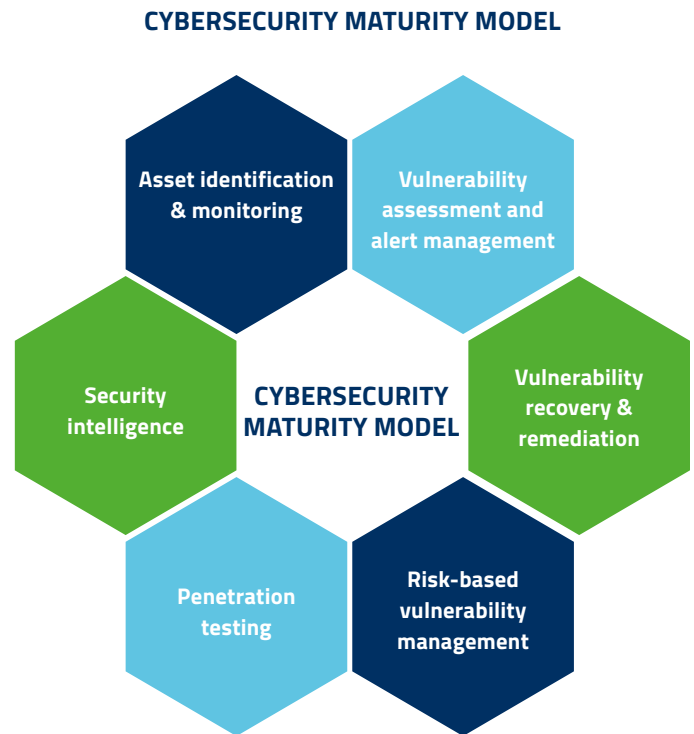 CYBERSECURITY MATURITY MODEL
Asset identification
& monitoring
Vulnerability
assessment and
alert management
Security
intelligence
CYBERSECURITY
MATURITY MODEL
Vulnerability
recovery &
remediation
Penetration
testing
Risk-based
vulnerability
management